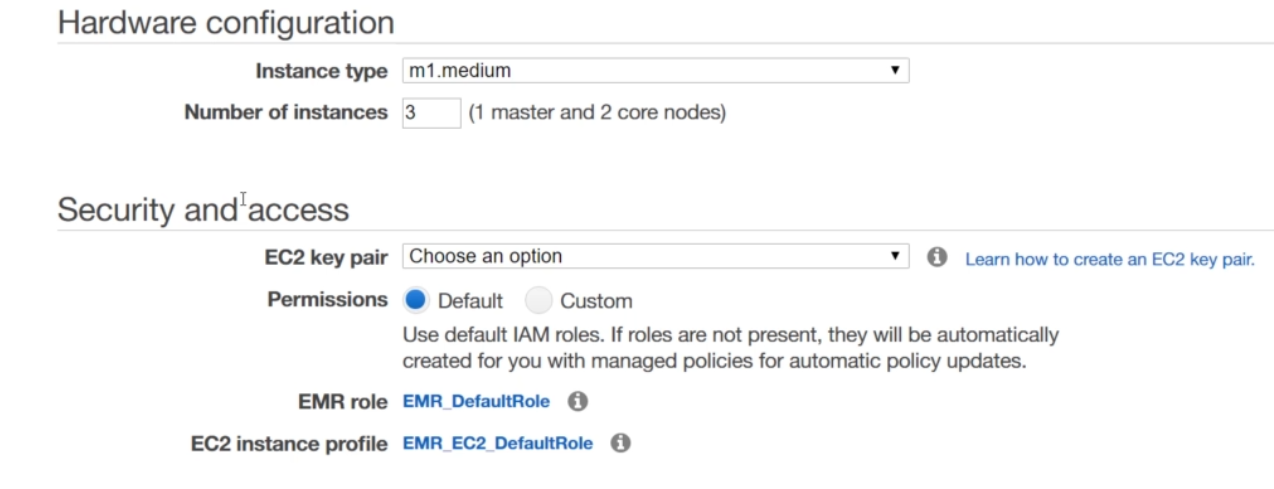 Hardware configuration
Instance type m1.medium
Number of instances 3 (1 master and 2 core nodes)
Security and access
EC2 key pair Choose an option Learn how to create an EC2 key pair.
Permissions Default Custom
Use default IAM roles. If roles are not present, they will be automatically
created for you with managed policies for automatic policy updates.
EMR role EMR_DefaultRole
EC2 instance profile EMR_EC2_DefaultRole